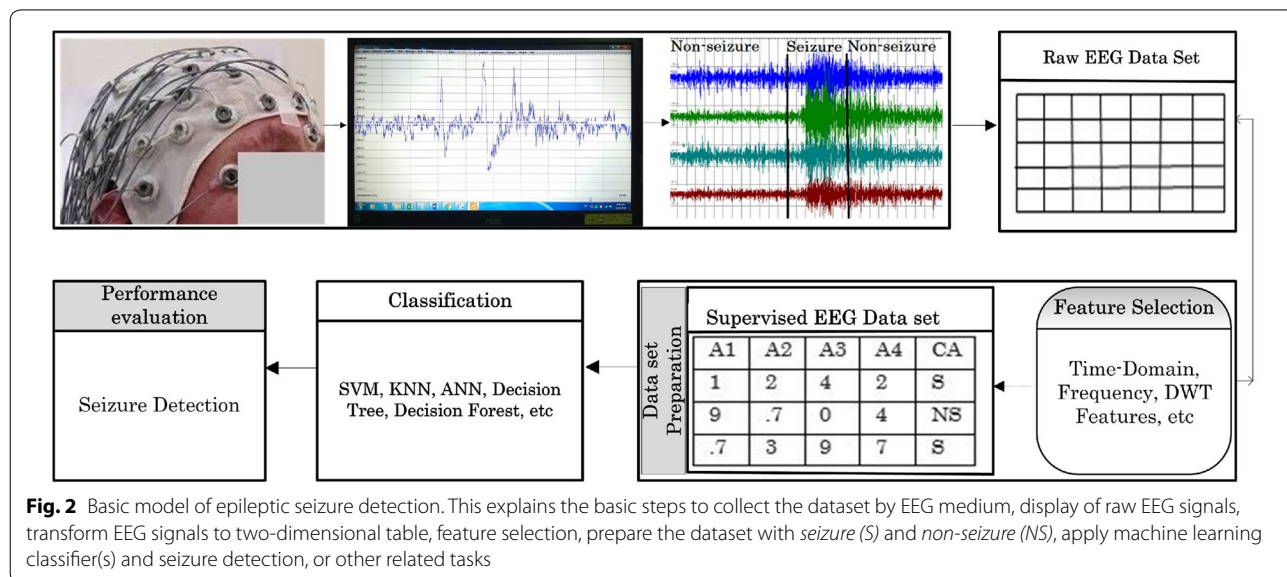 Non-seizure Seizure Non-seizure
Raw EEG Data Set
AOC
Performance
evaluation
Seizure Detection
Classification
SVM, KNN, ANN, Decision
Tree, Decision Forest, etc
Data set
Preparation
Supervised EEG Data set
A1 A2 A3 A4 CA
1 2 4 2 S
9 .7 0 4 NS
.7 3 9 7 S
Feature Selection
Time-Domain,
Frequency, DWT
Features, etc
Fig. 2 Basic model of epileptic seizure detection. This explains the basic steps to collect the dataset by EEG medium, display of raw EEG signals,
transform EEG signals to two-dimensional table, feature selection, prepare the dataset with seizure (S) and non-seizure (NS), apply machine learning
classifier(s) and seizure detection, or other related tasks